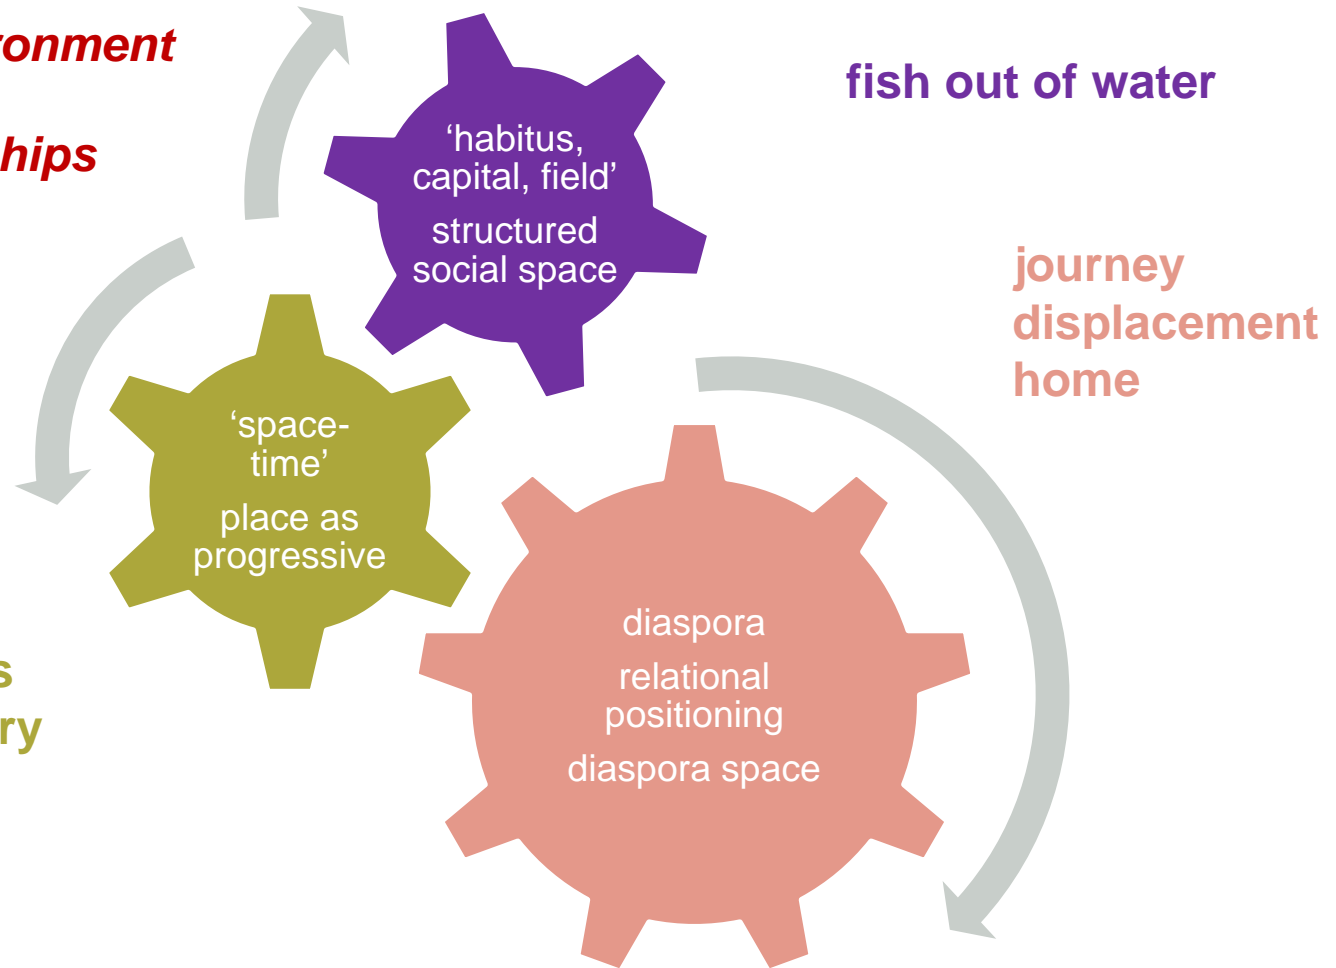 ronment
hips
fish out of water
‘habitus,
capital, field’
structured
social space
journey
displacement
home
‘space-
time’
place as
progressive
s
ry
diaspora
relational
positioning
diaspora space